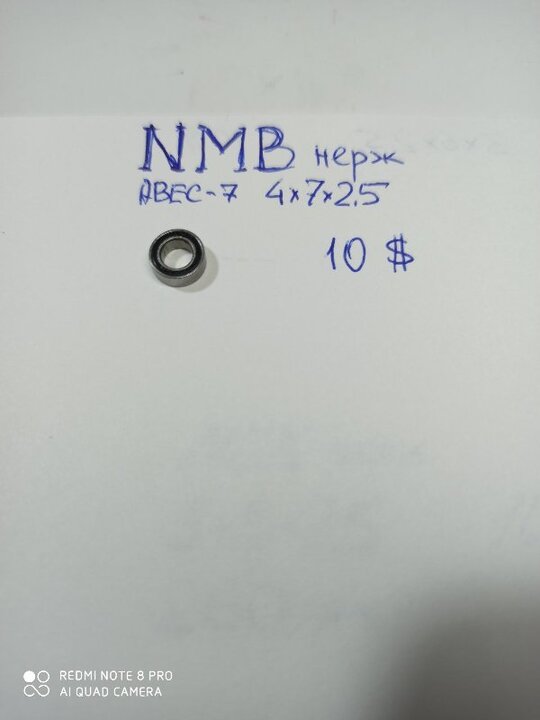 NMB нерж
ABEC-7 4x7x2.5
10 $
REDMI NOTE 8 PRO
AI QUAD CAMERA